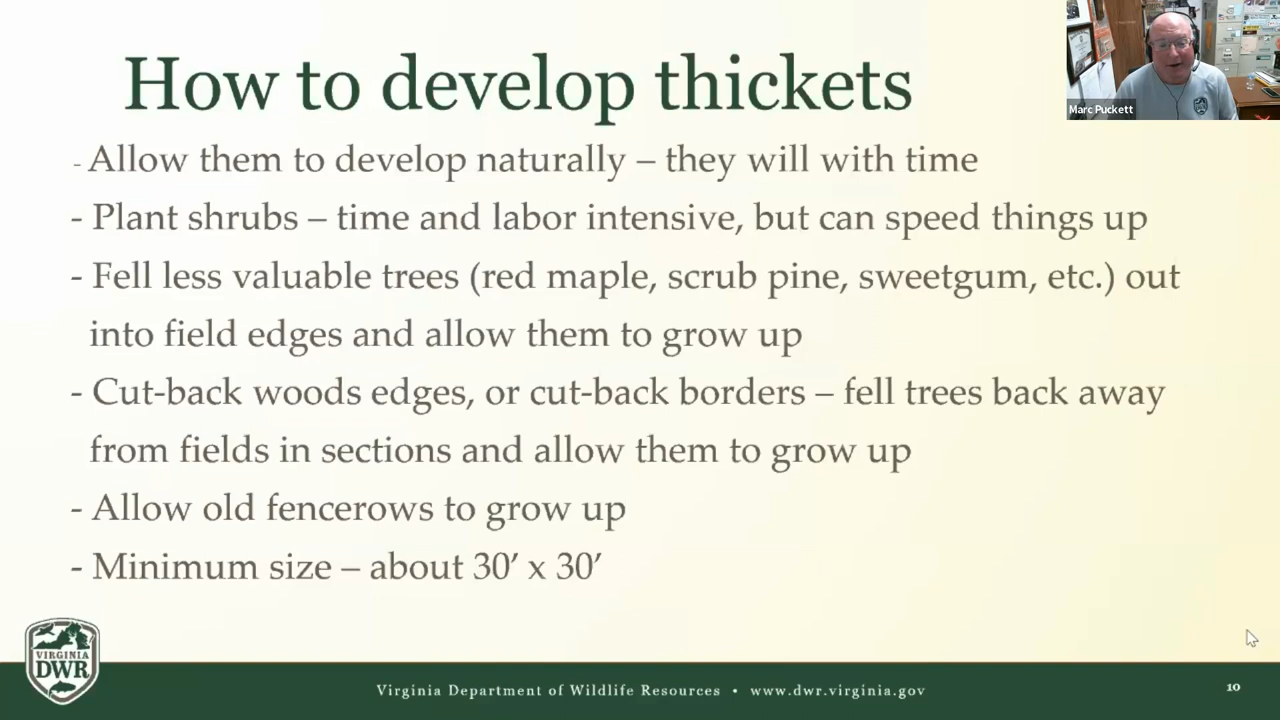 How to develop thickets
Marc Puckett
- Allow them to develop naturally – they will with time
- Plant shrubs – time and labor intensive, but can speed things up
- Fell less valuable trees (red maple, scrub pine, sweetgum, etc.) out
into field edges and allow them to grow up
- Cut-back woods edges, or cut-back borders – fell trees back away
from fields in sections and allow them to grow up
- Allow old fencerows to grow up
- Minimum size – about 30′ x 30′
VIRGINIA
DWR
Virginia Department of Wildlife Resources • www.dwr.virginia.gov
10